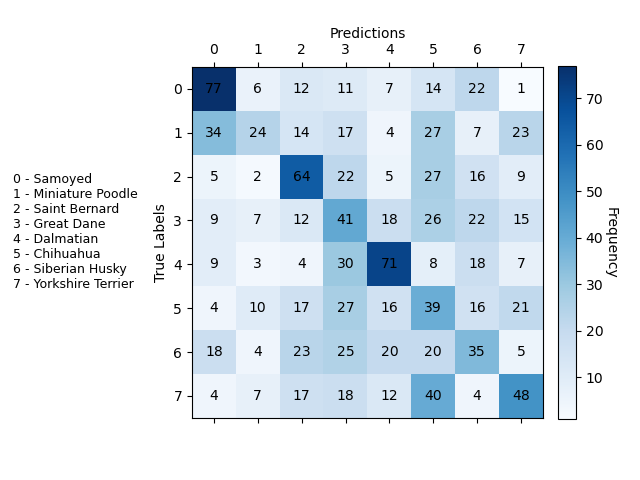 Predictions
0 1 2 3 4 5 6 7
0 77 6 12 11 7 14 22 1
1 34 24 14 17 4 27 7 23
2 5 2 64 22 5 27 16 9
3 9 7 12 41 18 26 22 15
4 9 3 4 30 71 8 18 7
5 4 10 17 27 16 39 16 21
6 18 4 23 25 20 20 35 5
7 4 7 17 18 12 40 4 48
True Labels
0 - Samoyed
1 - Miniature Poodle
2 - Saint Bernard
3 - Great Dane
4 - Dalmatian
5 - Chihuahua
6 - Siberian Husky
7 - Yorkshire Terrier
70
60
50
40
30
20
10
Frequency